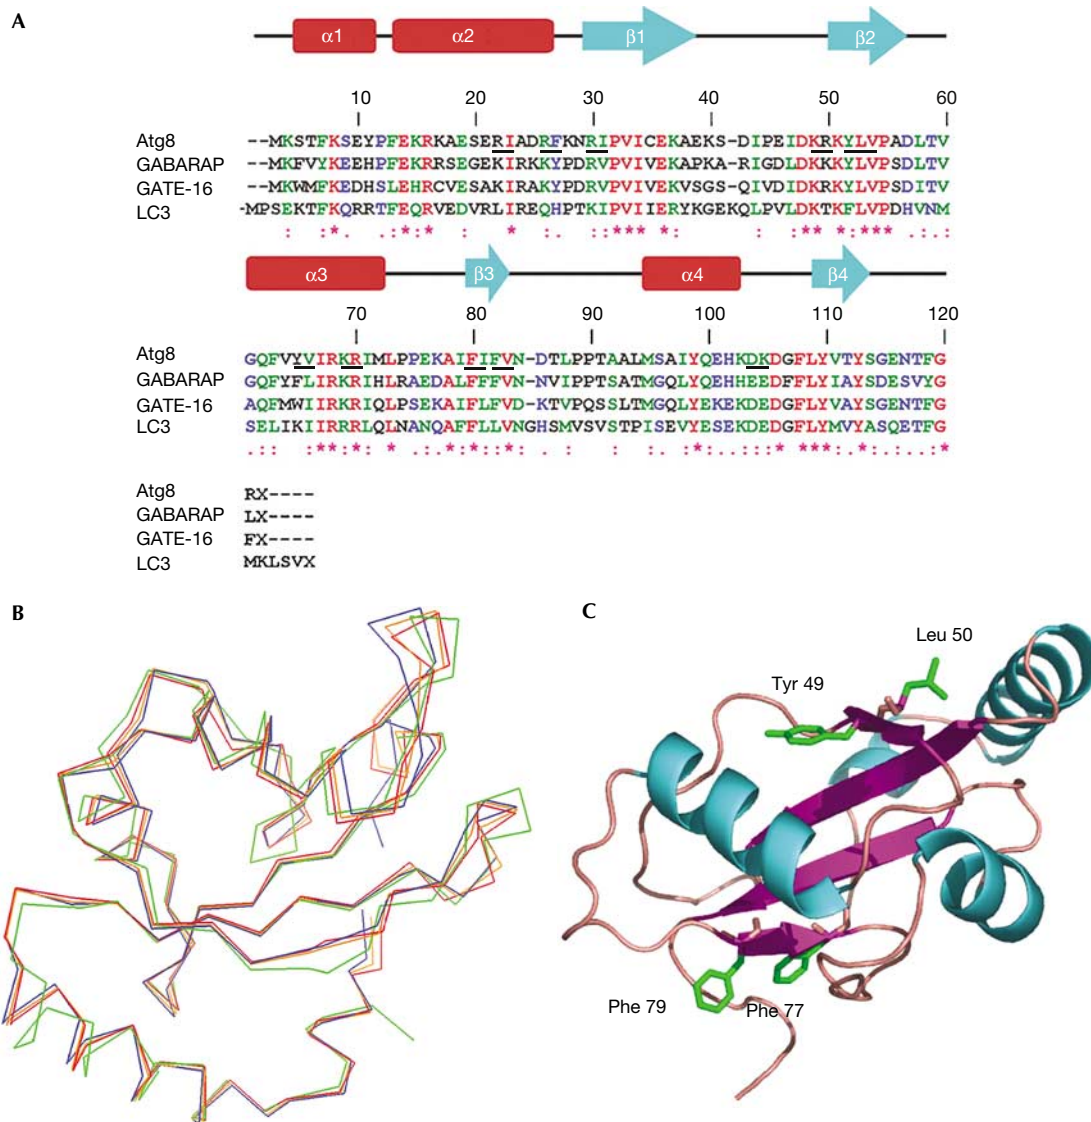 A
α1 α2 β1 β2
10 20 30 40 50 60
Atg8 --MKSTFKSEYPFEKRKAESERIADRFKNRIPVICEKAEKS-DIPEIDKRKYLVPADLTV
GABARAP --MKFVYKEEHPFEKRRSEGEKIRKKYPDRVPVIVEKAPKA-RIGDLDKKKYLVPSDLTV
GATE-16 --MKWMFKEDHSLEHRCVESAKIRAKYPDRVPVIVEKVSGS-QIVDIDKRKYLVPSDITV
LC3 -MPSEKTFKQRRTFEQRVEDVRLIREQHPTKIPVIIERYKGEKQLPVLDKTKFLVPDHVNM
: :*. .* * : * :. ::***.*: : **.*:***. :.:.:
α3 β3 α4 β4
70 80 90 100 110 120
Atg8 GQFVYVIRKRIMLPPEKAIFIFVN-DTLPPTAALMSAIYQEHKDKDGFLYVTYSGENTFG
GABARAP GQFYFLIRKRIHLRAEDALFFFVN-NVIPPTSATMGQLYQEHHEEDFFLYIAYSDESVYG
GATE-16 AQFMWIIRKRIQLPSEKAIFLFVD-KTVPQSSLTMGQLYEKEKDEDGFLYVAYSGENTFG
LC3 SELIKIIRRRLQLNANQAFFLLVNGHSMVSVSTPISEVYESEKDEDGFLYMVYASQETFG
.:: :**:*: * .:.*:*::*: : : :. :*:..:::* ***:.*:.:.:*
Atg8 RX----
GABARAP LX----
GATE-16 FX----
LC3 MKLSVX
B
C
Leu 50
Tyr 49
Phe 79
Phe 77